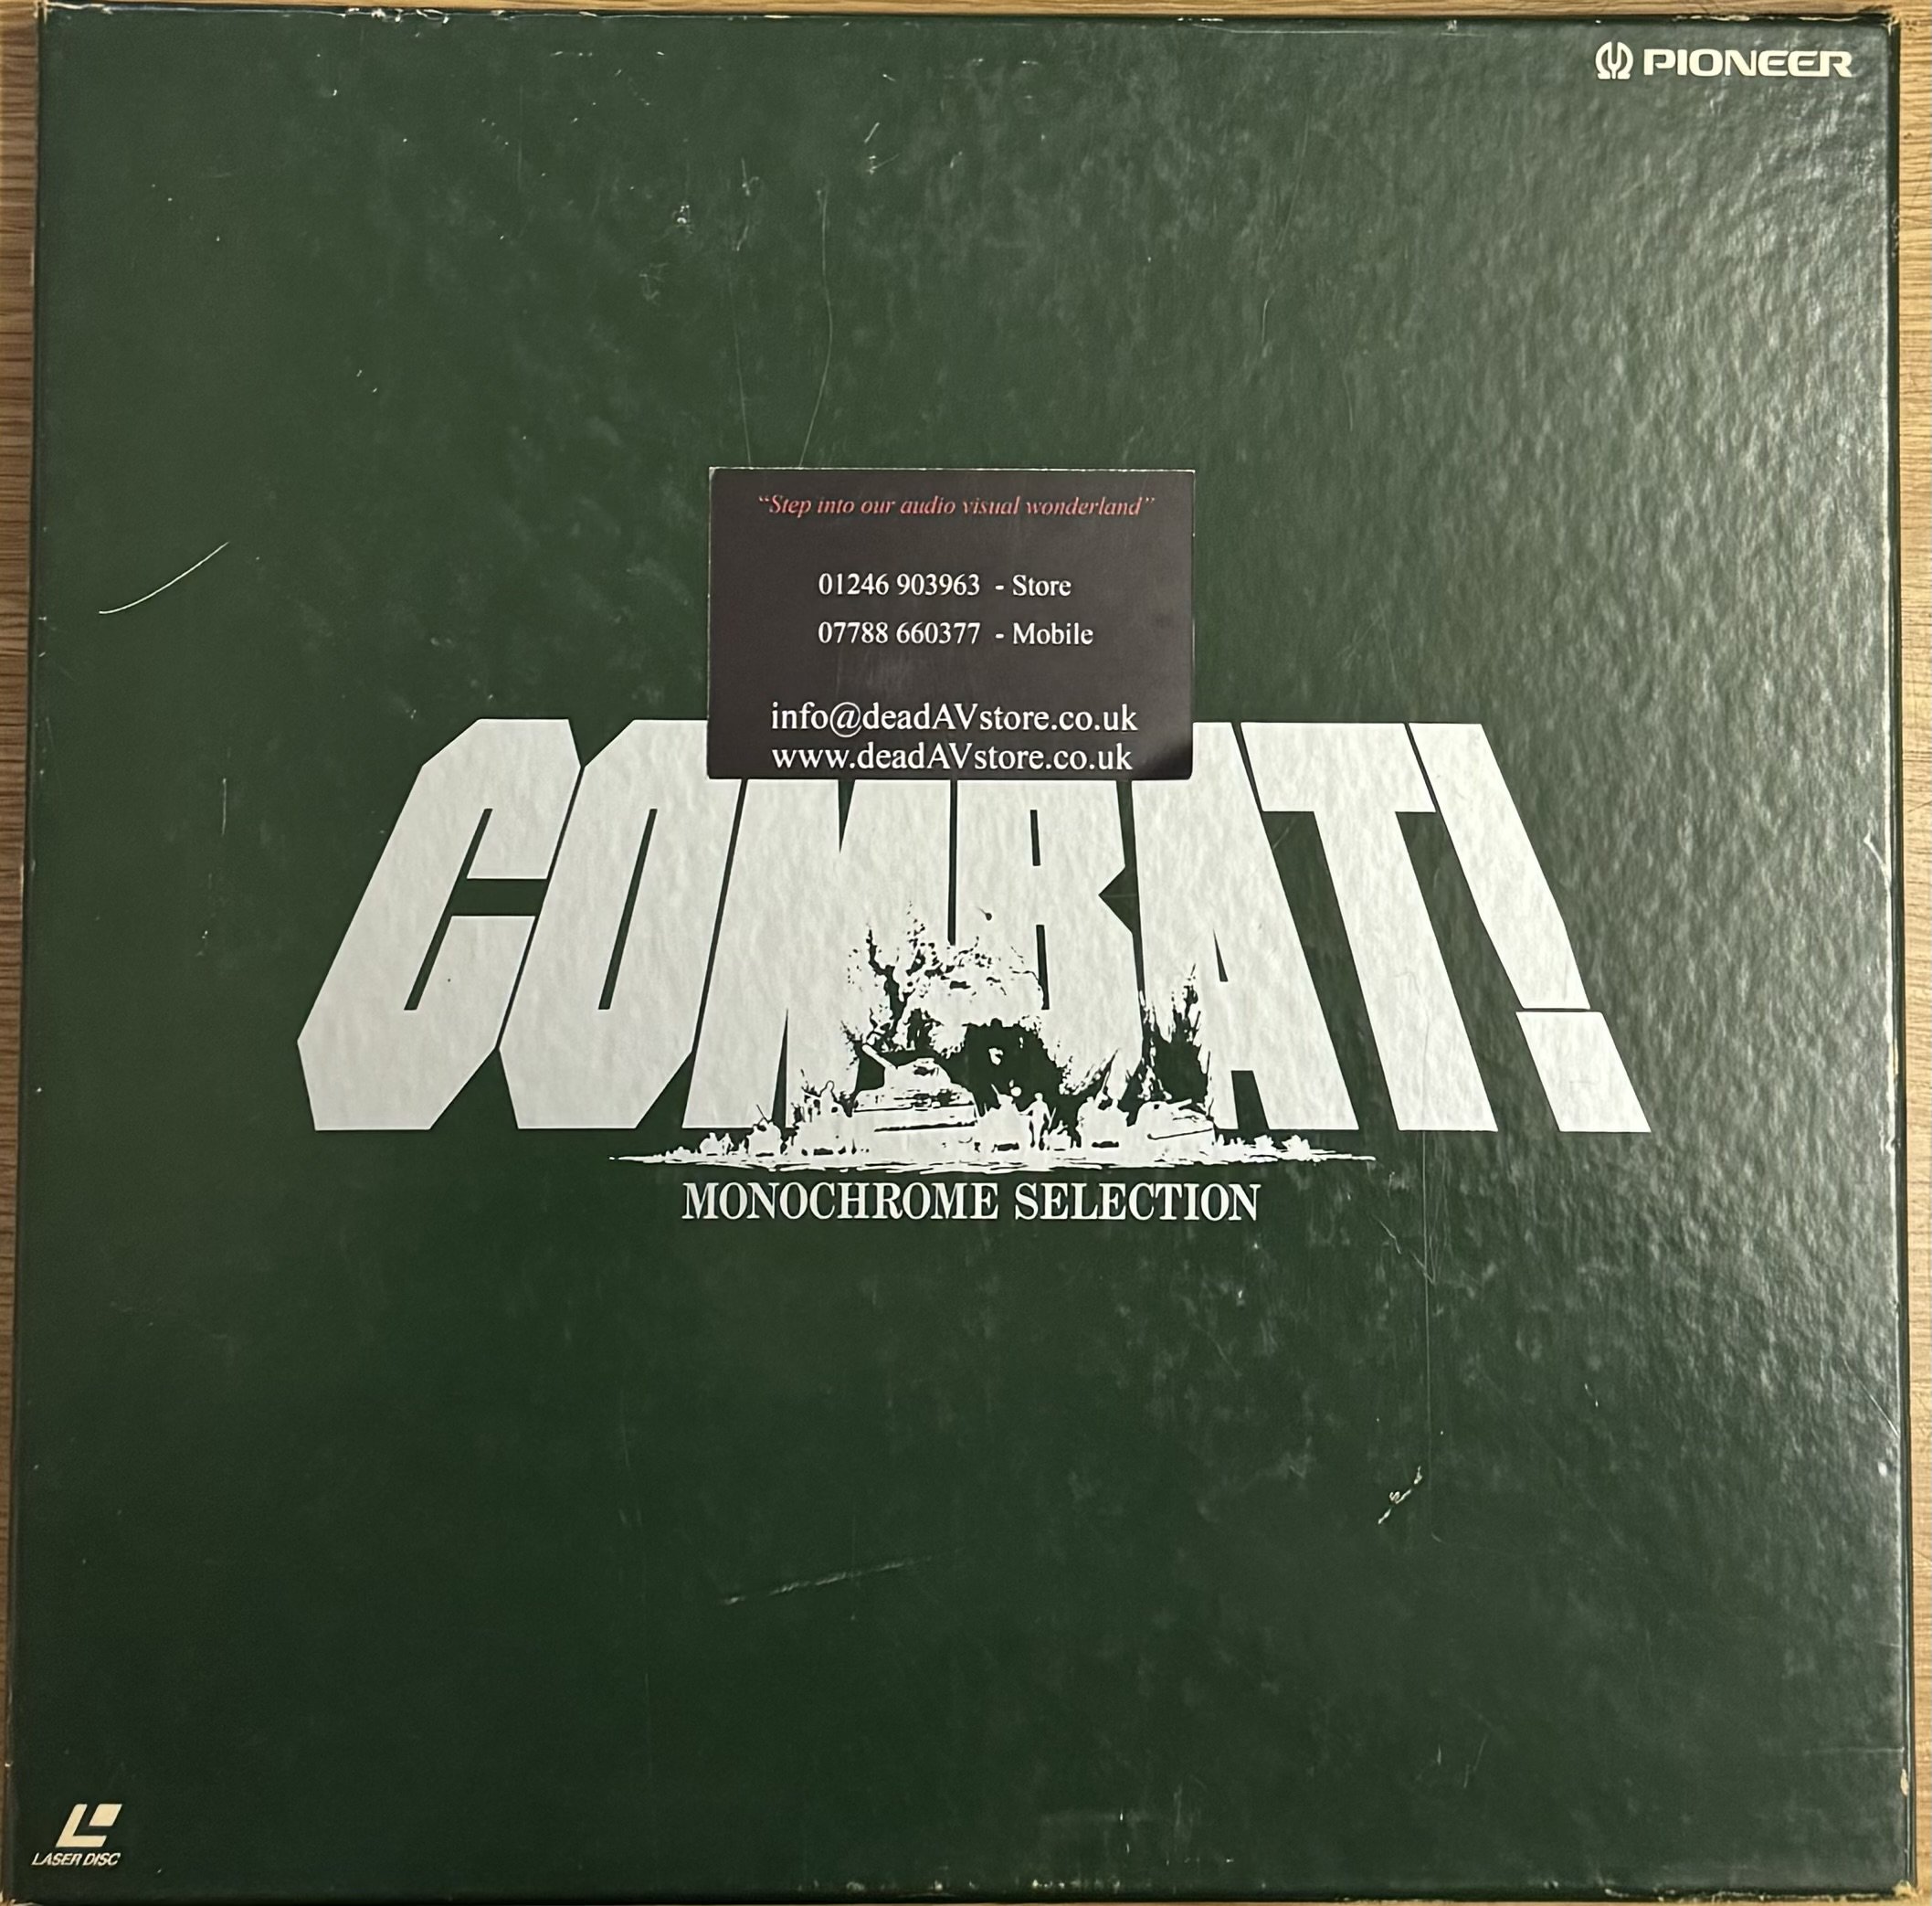 PIONEER
“Step into our audio visual wonderland”
01246 903963 - Store
07788 660377 - Mobile
info@deadAVstore.co.uk
www.deadAVstore.co.uk
COMBAT!
MONOCHROME SELECTION
LASER DISC